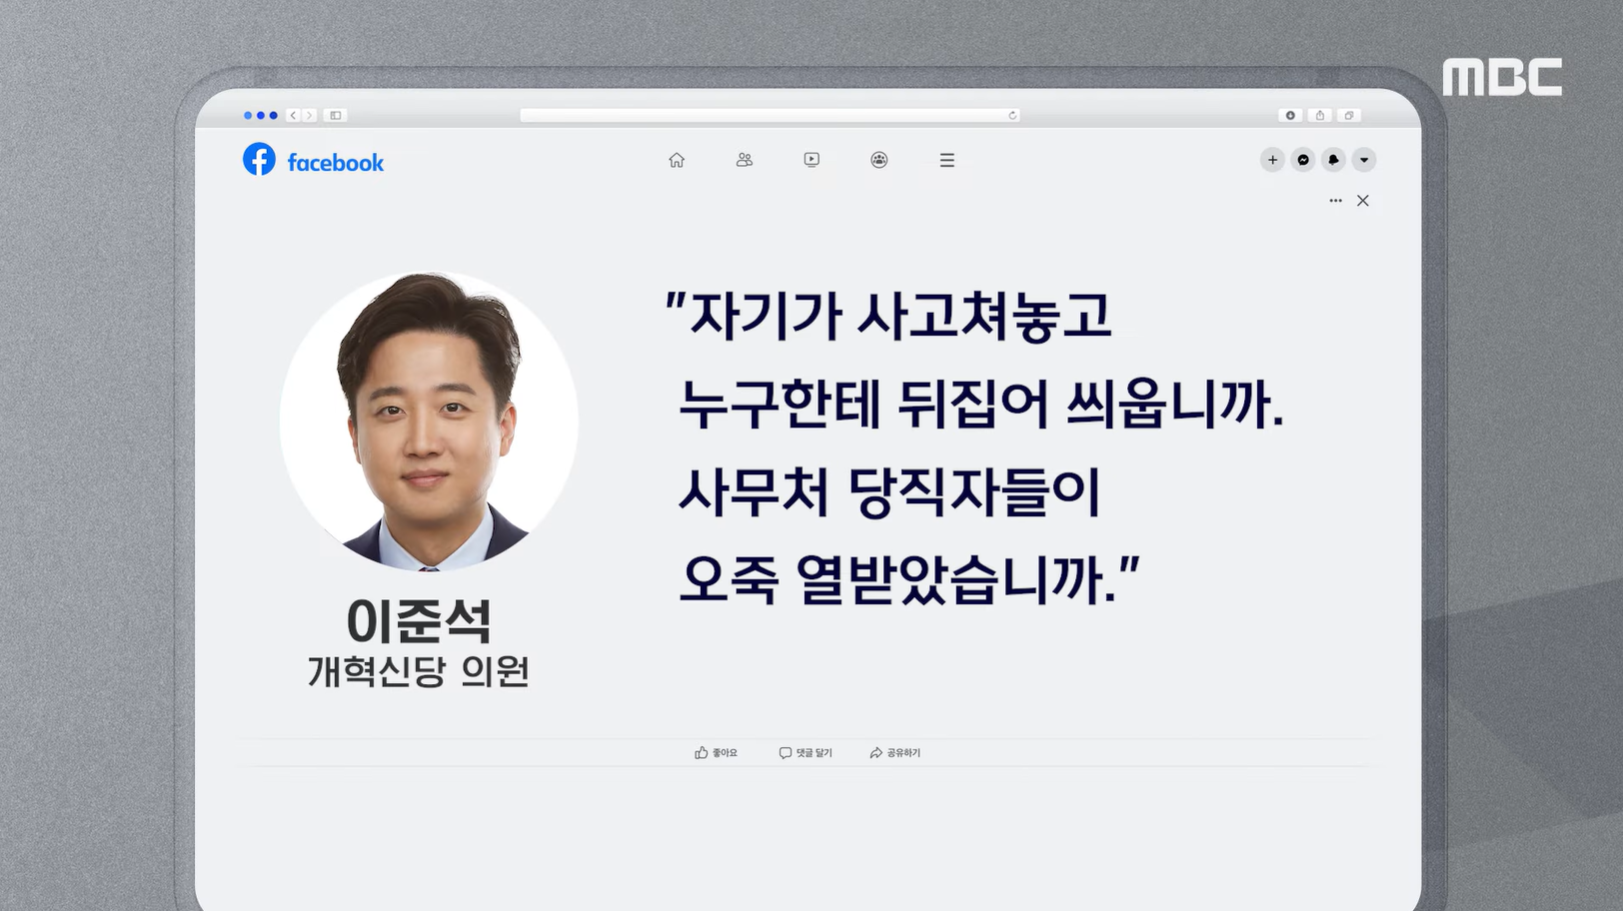 MBC
facebook
"자기가 사고쳐놓고
누구한테 뒤집어 씌웁니까.
사무처 당직자들이
오죽 열받았습니까."
이준석
개혁신당 의원
좋아요 댓글 달기 공유하기